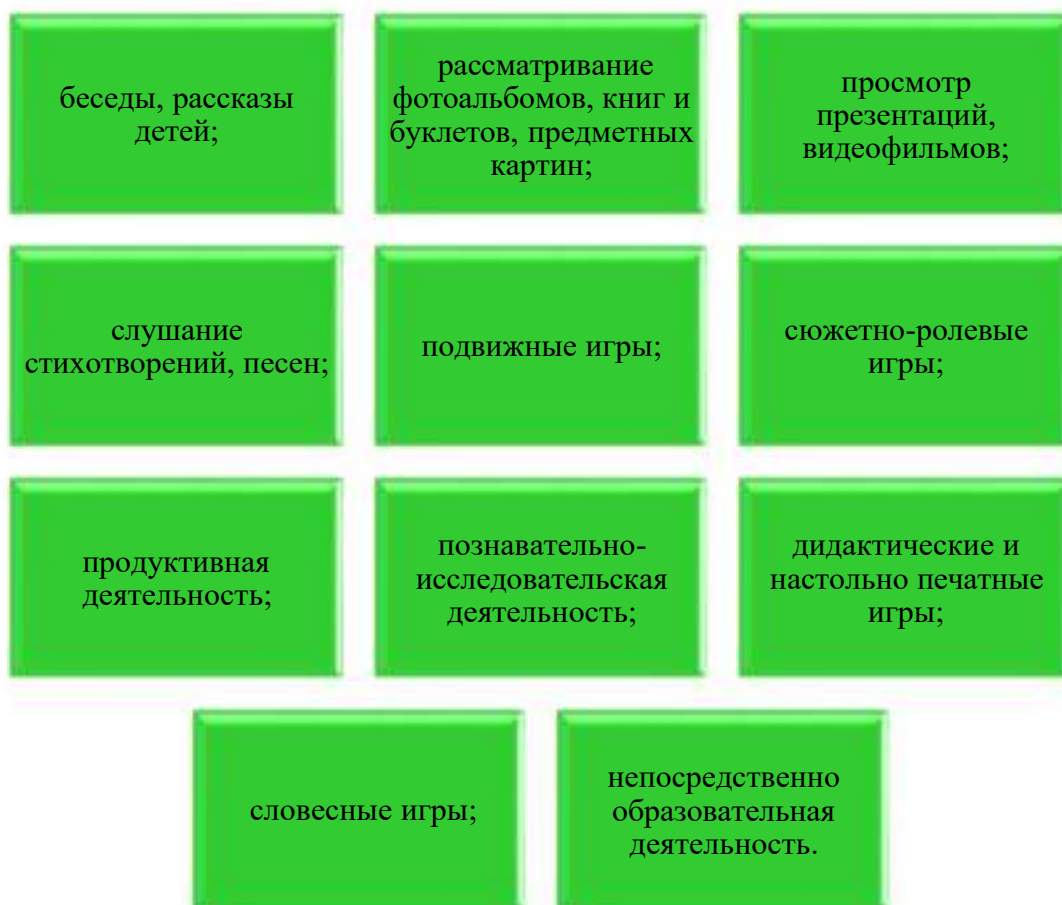 беседы, рассказы
детей;
рассматривание
фотоальбомов, книг и
буклетов, предметных
картин;
просмотр
презентаций,
видеофильмов;
слушание
стихотворений, песен;
подвижные игры;
сюжетно-ролевые
игры;
продуктивная
деятельность;
познавательно-
исследовательская
деятельность;
дидактические и
настольно печатные
игры;
словесные игры;
непосредственно
образовательная
деятельность.